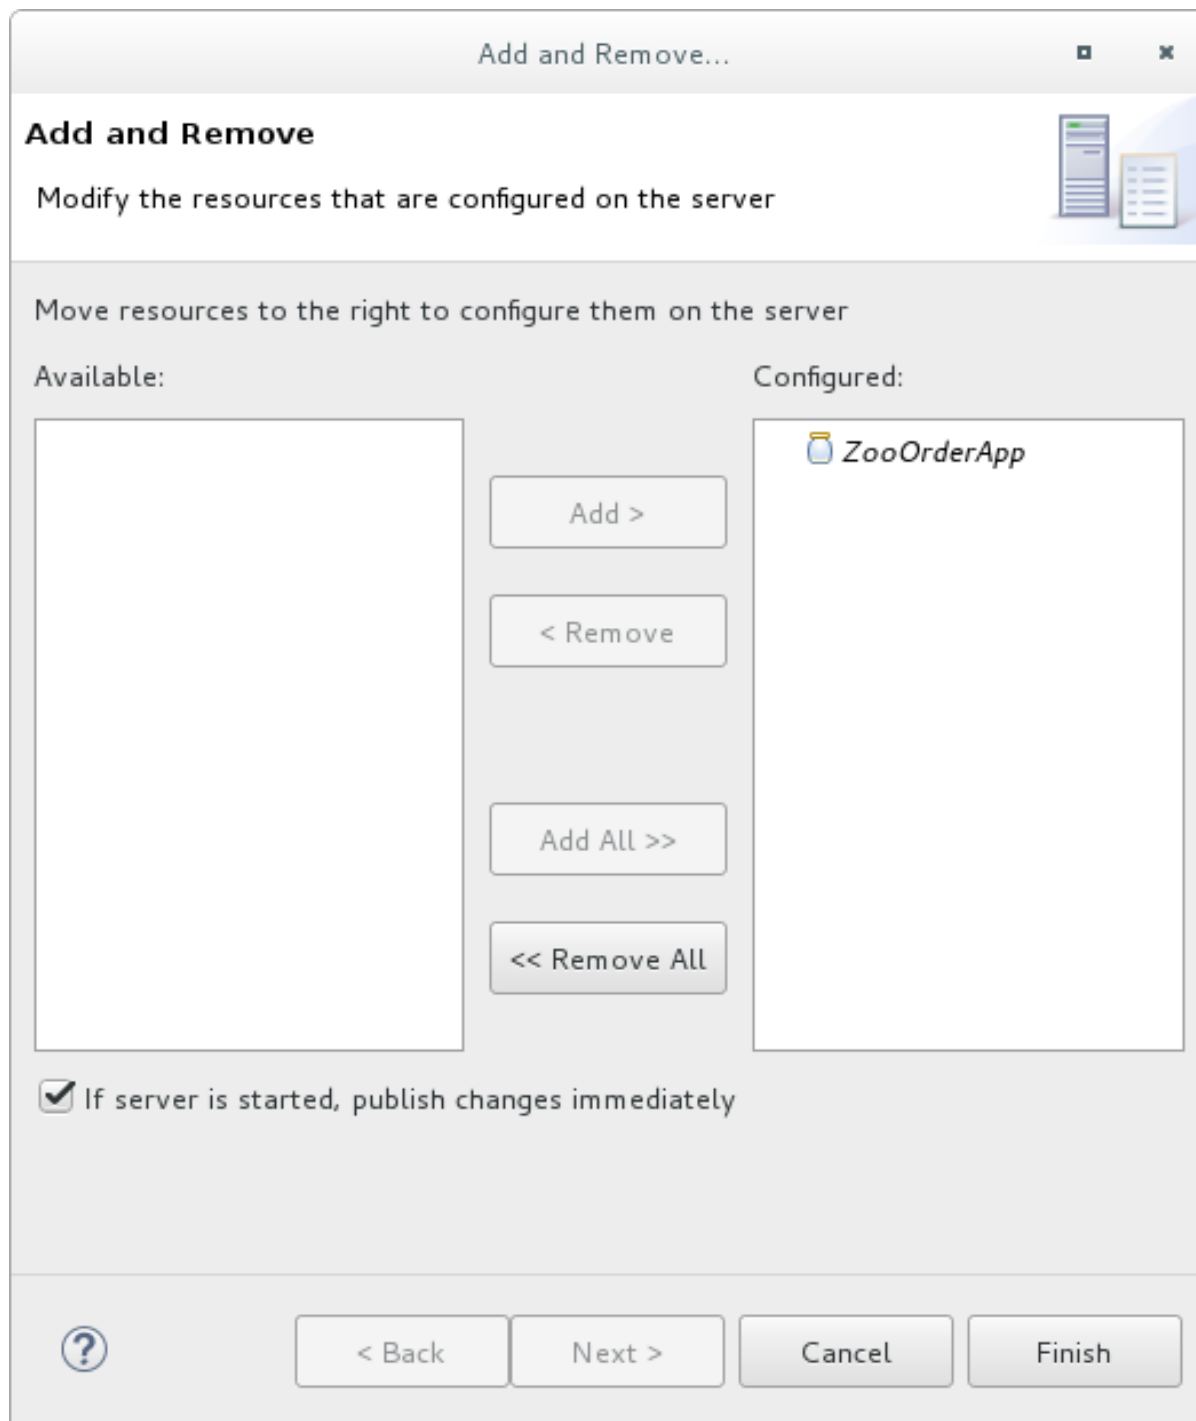 Add and Remove...
Add and Remove
Modify the resources that are configured on the server
Move resources to the right to configure them on the server
Available:
Configured:
ZooOrderApp
Add >
< Remove
Add All >>
<< Remove All
If server is started, publish changes immediately
?
< Back
Next >
Cancel
Finish